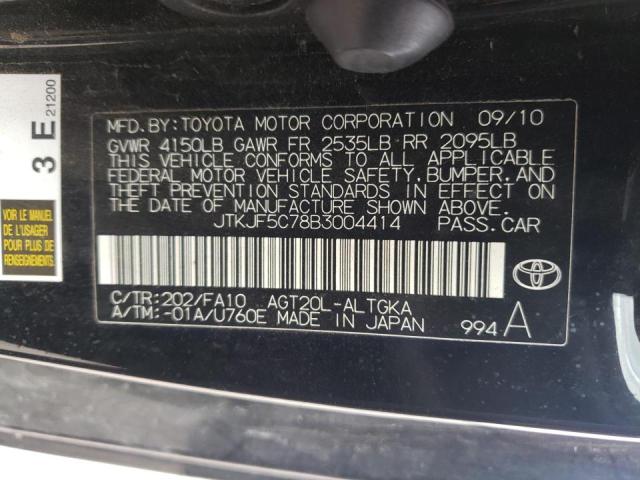 MFD. BY: TOYOTA MOTOR CORPORATION 09/10
GVWR 4150LB GAWR FR 2535LB RR 2095LB
THIS VEHICLE CONFORMS TO ALL APPLICABLE
FEDERAL MOTOR VEHICLE SAFETY, BUMPER, AND
THEFT PREVENTION STANDARDS IN EFFECT ON
THE DATE OF MANUFACTURE SHOWN ABOVE.
JTKJF5C78B3004414 PASS.CAR
C/TR:202/FA10 AGT20L-ALTGKA
A/TM:-01A/U760E MADE IN JAPAN 994A
3 E
21200
VOIR LE MANUEL
DE L'USAGER
POUR PLUS DE
RENSEIGNEMENTS